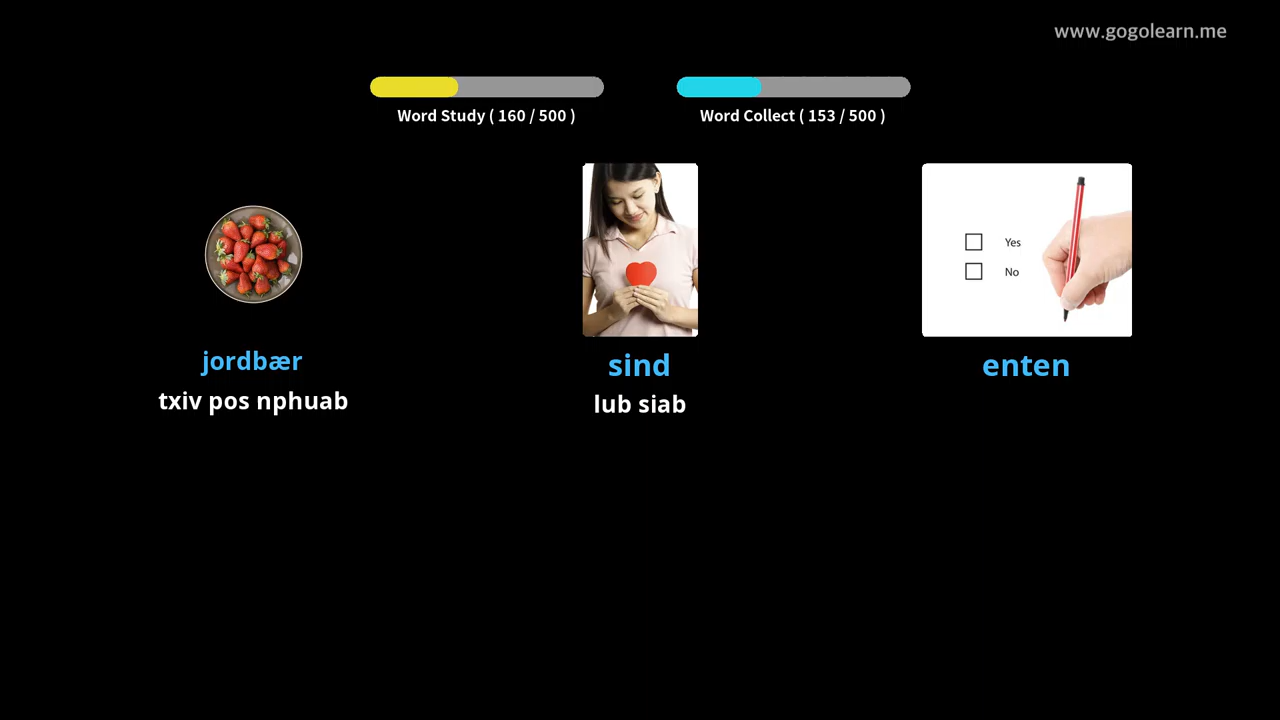 www.gogolearn.me
Word Study ( 160 / 500 )
Word Collect ( 153 / 500 )
Yes
No
jordbær
sind
enten
txiv pos nphuab
lub siab